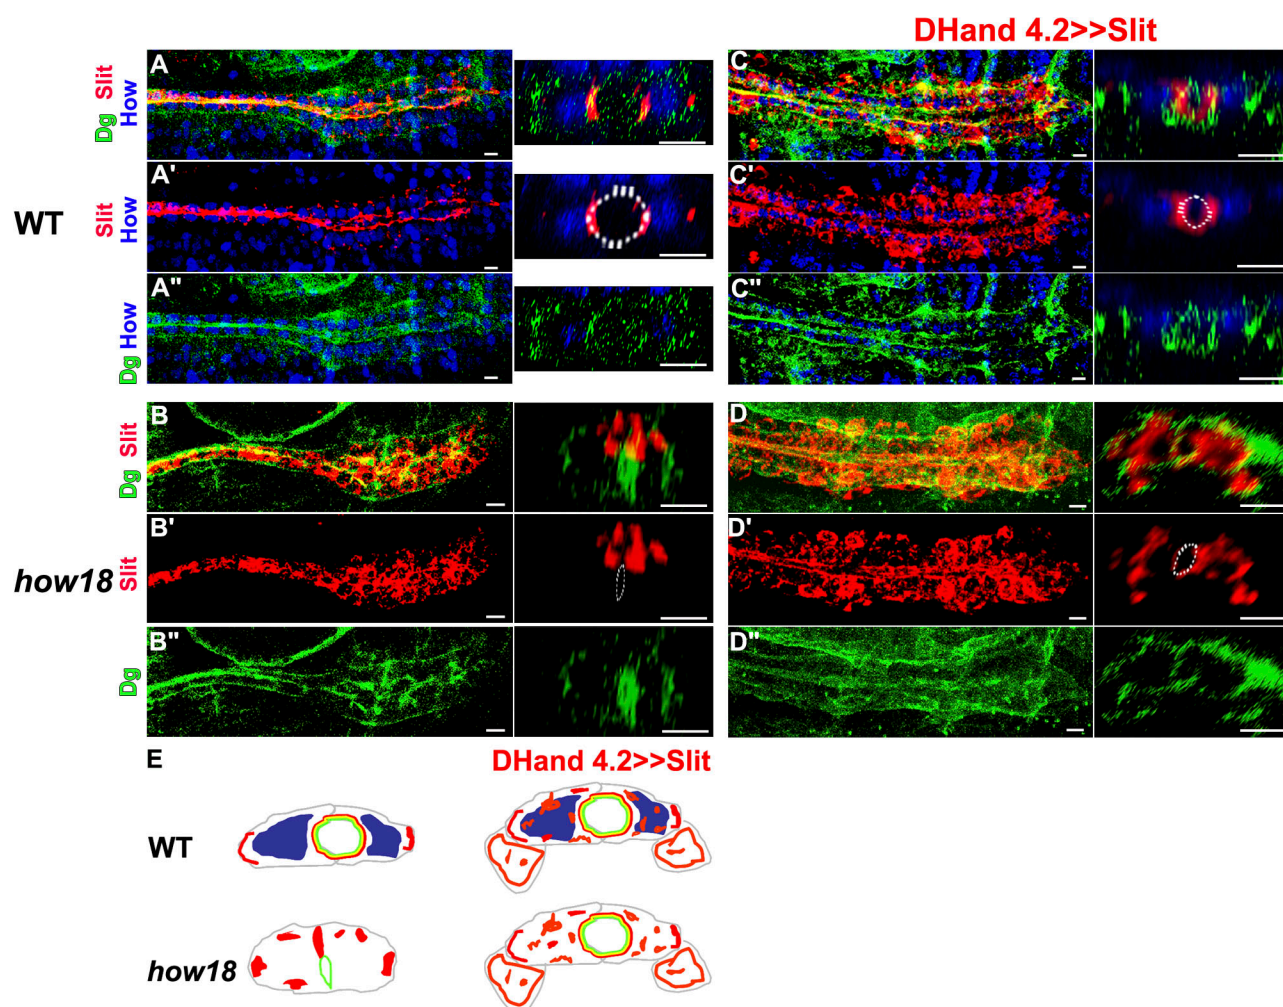 DHand 4.2>>Slit
A
C
Dg Slit
How
A'
C'
WT
Slit
How
A"
C"
Dg How
B
D
Dg Slit
B'
D'
how18
Slit
B"
D"
Dg
E
DHand 4.2>>Slit
WT
how18